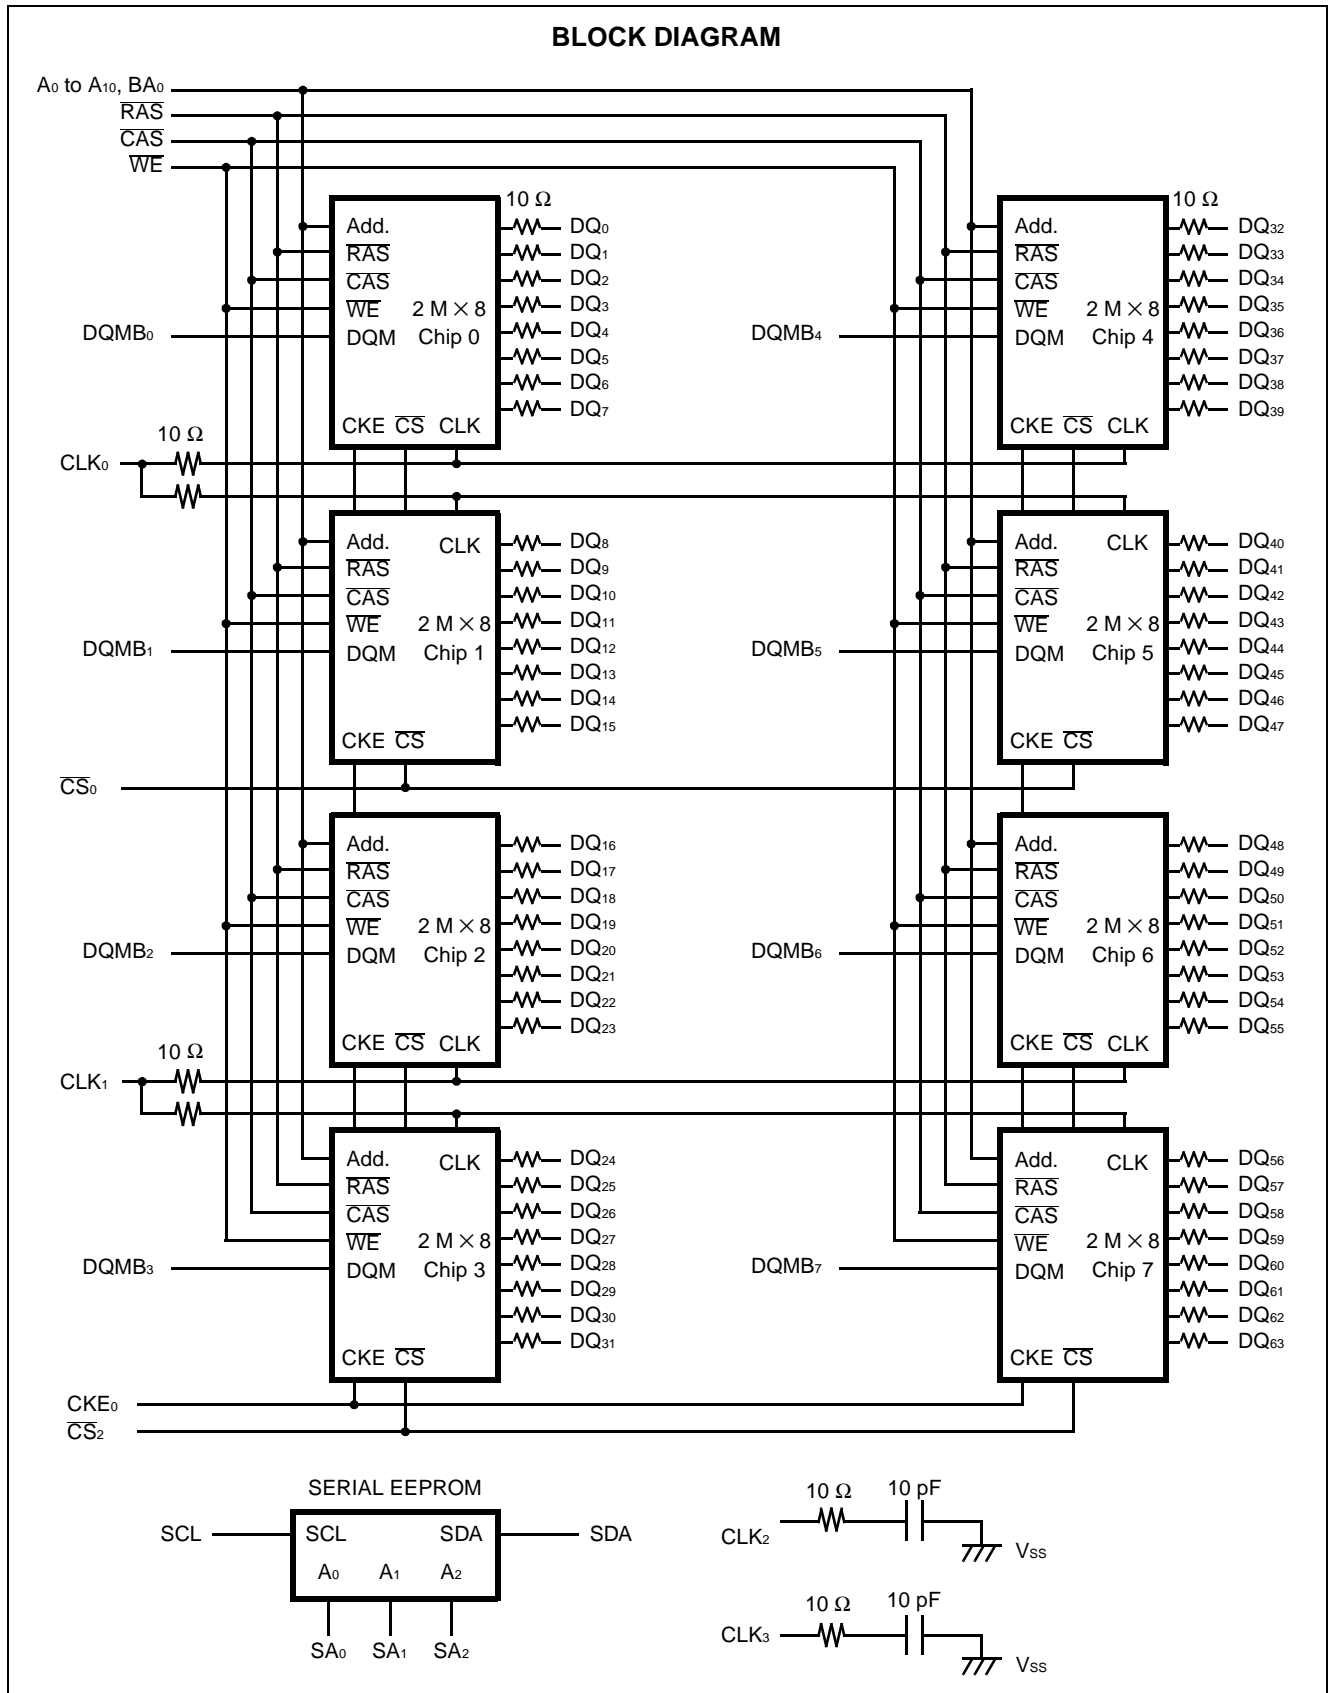 BLOCK DIAGRAM
A0 to A10, BA0
RAS
CAS
WE
10 Ω
Add.
RAS
CAS
WE
DQM
2 M × 8
Chip 0
CKE CS CLK
DQMB0
DQ0
DQ1
DQ2
DQ3
DQ4
DQ5
DQ6
DQ7
10 Ω
Add.
RAS
CAS
WE
DQM
2 M × 8
Chip 4
CKE CS CLK
DQMB4
DQ32
DQ33
DQ34
DQ35
DQ36
DQ37
DQ38
DQ39
10 Ω
CLK0
Add.
RAS
CAS
WE
DQM
CLK
2 M × 8
Chip 1
CKE CS
DQMB1
DQ8
DQ9
DQ10
DQ11
DQ12
DQ13
DQ14
DQ15
Add.
RAS
CAS
WE
DQM
CLK
2 M × 8
Chip 5
CKE CS
DQMB5
DQ40
DQ41
DQ42
DQ43
DQ44
DQ45
DQ46
DQ47
CS0
Add.
RAS
CAS
WE
DQM
2 M × 8
Chip 2
CKE CS CLK
DQMB2
DQ16
DQ17
DQ18
DQ19
DQ20
DQ21
DQ22
DQ23
Add.
RAS
CAS
WE
DQM
2 M × 8
Chip 6
CKE CS CLK
DQMB6
DQ48
DQ49
DQ50
DQ51
DQ52
DQ53
DQ54
DQ55
10 Ω
CLK1
Add.
RAS
CAS
WE
DQM
CLK
2 M × 8
Chip 3
CKE CS
DQMB3
DQ24
DQ25
DQ26
DQ27
DQ28
DQ29
DQ30
DQ31
Add.
RAS
CAS
WE
DQM
CLK
2 M × 8
Chip 7
CKE CS
DQMB7
DQ56
DQ57
DQ58
DQ59
DQ60
DQ61
DQ62
DQ63
CKE0
CS2
SERIAL EEPROM
SCL
SCL SDA
SDA
A0 A1 A2
SA0 SA1 SA2
10 Ω 10 pF
CLK2
VSS
10 Ω 10 pF
CLK3
VSS